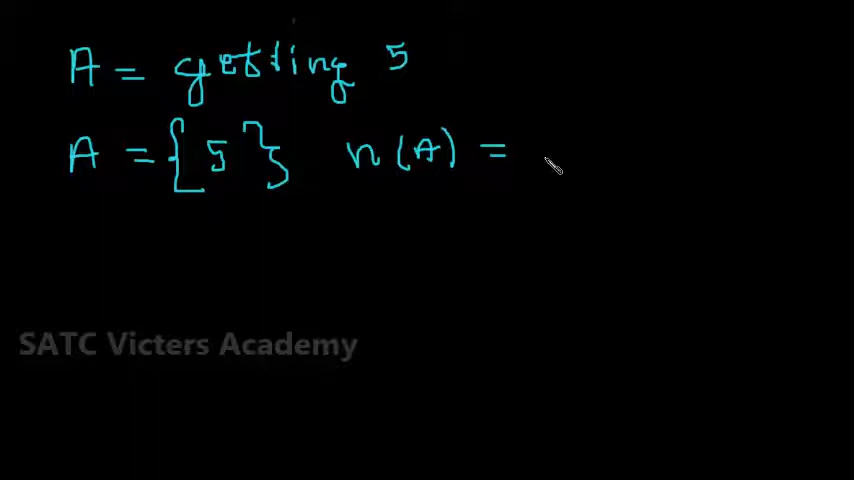 A = getting 5
A = {5} n(A) =
SATC Victers Academy